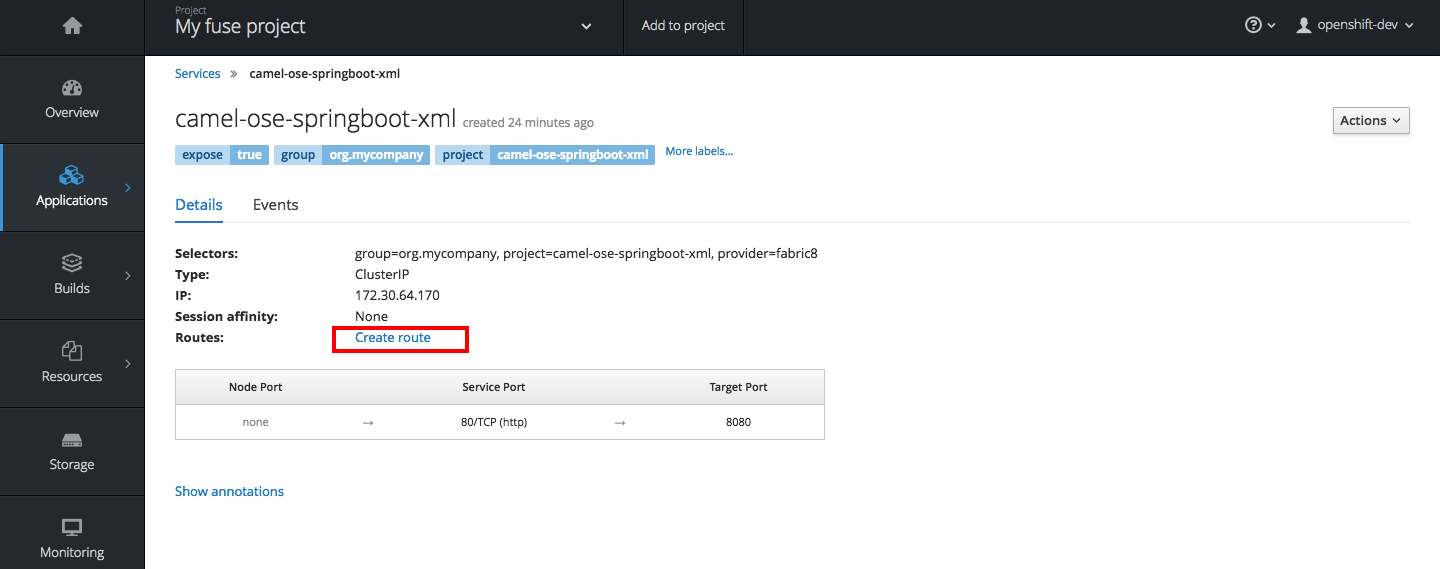 Project
My fuse project
Add to project
openshift-dev
Overview
Applications
Builds
Resources
Storage
Monitoring
Services » camel-ose-springboot-xml
camel-ose-springboot-xml created 24 minutes ago
Actions
expose true group org.mycompany project camel-ose-springboot-xml More labels...
Details Events
Selectors: group=org.mycompany, project=camel-ose-springboot-xml, provider=fabric8
Type: ClusterIP
IP: 172.30.64.170
Session affinity: None
Routes: Create route
Node Port Service Port Target Port
none → 80/TCP (http) → 8080
Show annotations